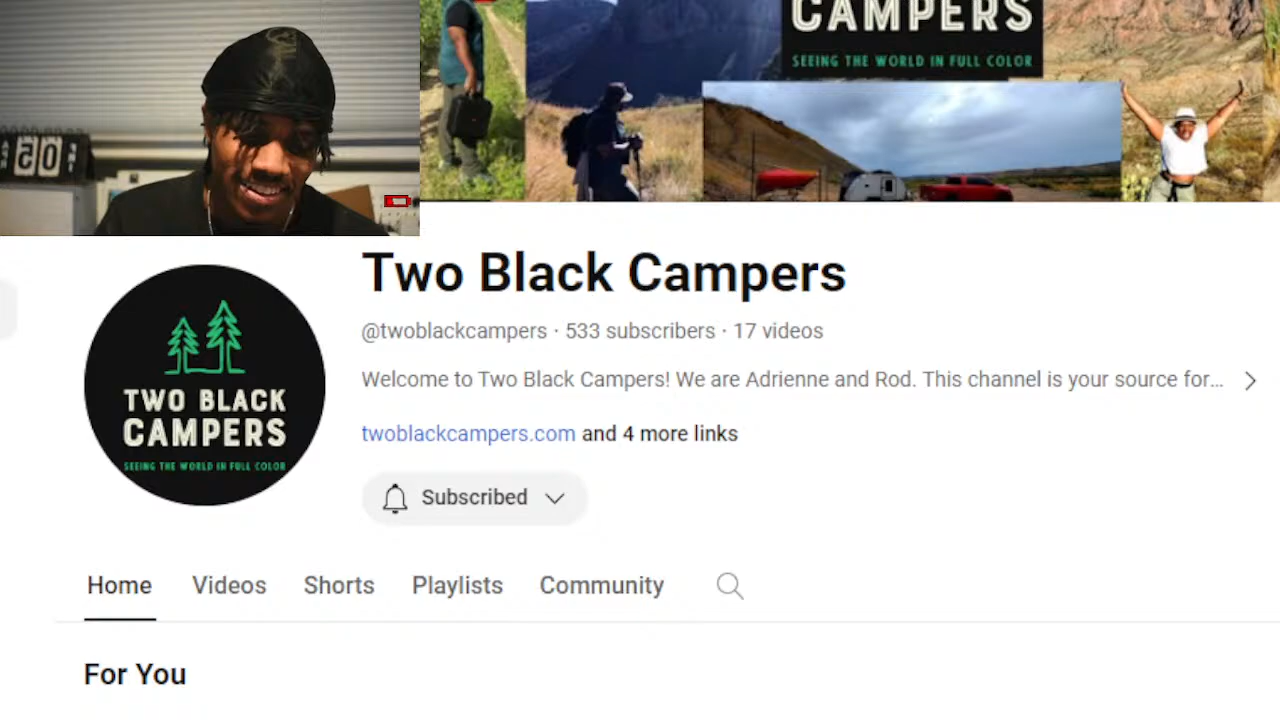 CAMPERS
SEEING THE WORLD IN FULL COLOR
50
Two Black Campers
@twoblackcampers · 533 subscribers · 17 videos
Welcome to Two Black Campers! We are Adrienne and Rod. This channel is your source for...
twoblackcampers.com and 4 more links
Subscribed
TWO BLACK
CAMPERS
SEEING THE WORLD IN FULL COLOR
Home Videos Shorts Playlists Community
For You